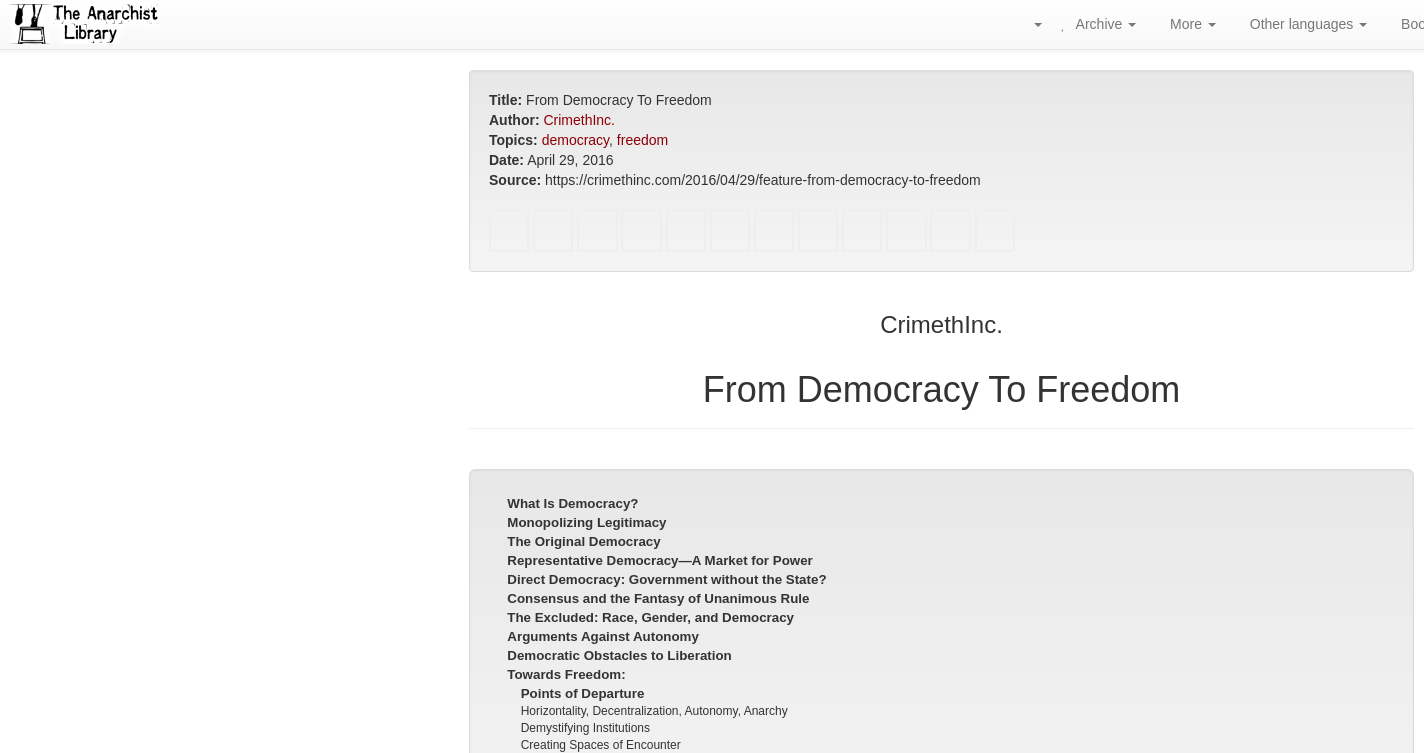 The Anarchist
Library
Archive
More
Other languages
Title: From Democracy To Freedom
Author: CrimethInc.
Topics: democracy, freedom
Date: April 29, 2016
Source: https://crimethinc.com/2016/04/29/feature-from-democracy-to-freedom
CrimethInc.
From Democracy To Freedom
What Is Democracy?
Monopolizing Legitimacy
The Original Democracy
Representative Democracy—A Market for Power
Direct Democracy: Government without the State?
Consensus and the Fantasy of Unanimous Rule
The Excluded: Race, Gender, and Democracy
Arguments Against Autonomy
Democratic Obstacles to Liberation
Towards Freedom:
Points of Departure
Horizontality, Decentralization, Autonomy, Anarchy
Demystifying Institutions
Creating Spaces of Encounter